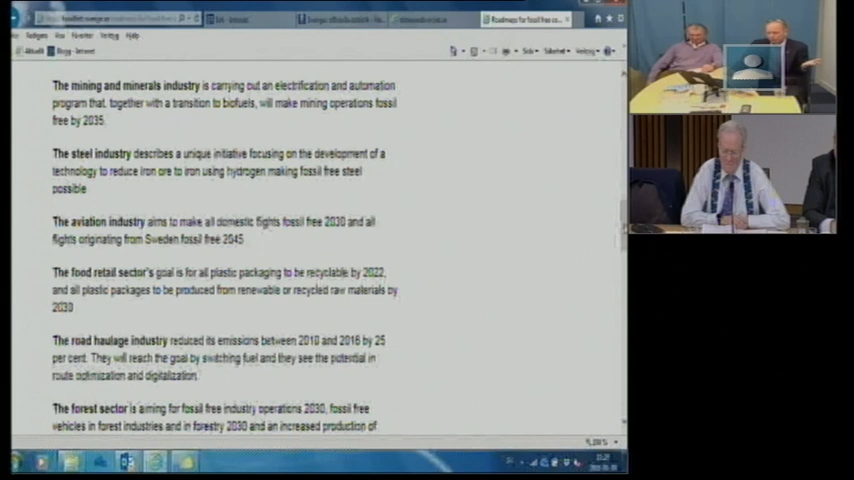 Roadmaps for fossil free co...
The mining and minerals industry is carrying out an electrification and automation
program that, together with a transition to biofuels, will make mining operations fossil
free by 2035.
The steel industry describes a unique initiative focusing on the development of a
technology to reduce iron ore to iron using hydrogen making fossil free steel
possible
The aviation industry aims to make all domestic flights fossil free 2030 and all
flights originating from Sweden fossil free 2045
The food retail sector's goal is for all plastic packaging to be recyclable by 2022,
and all plastic packages to be produced from renewable or recycled raw materials by
2030
The road haulage industry reduced its emissions between 2010 and 2016 by 25
per cent. They will reach the goal by switching fuel and they see the potential in
route optimization and digitalization.
The forest sector is aiming for fossil free industry operations 2030, fossil free
vehicles in forest industries and in forestry 2030 and an increased production of